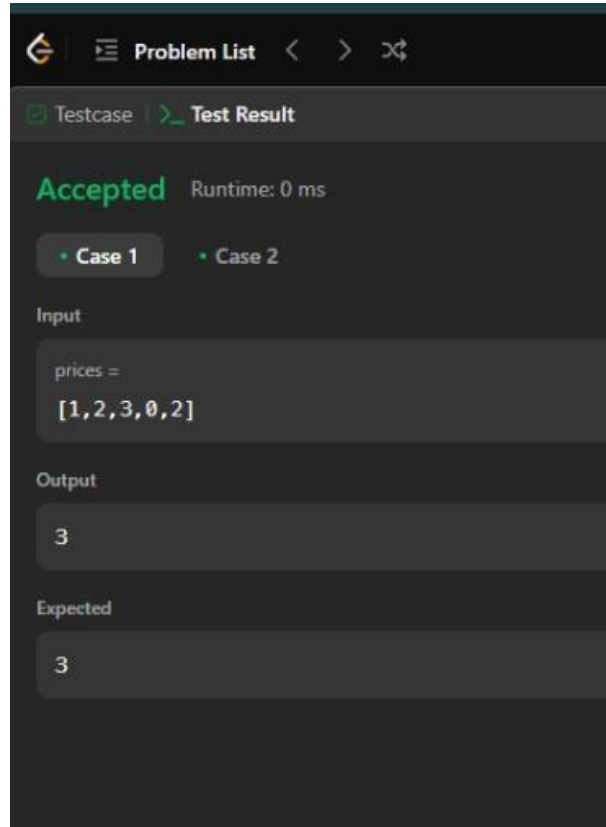 Problem List
Testcase Test Result
Accepted Runtime: 0 ms
Case 1 Case 2
Input
prices =
[1,2,3,0,2]
Output
3
Expected
3